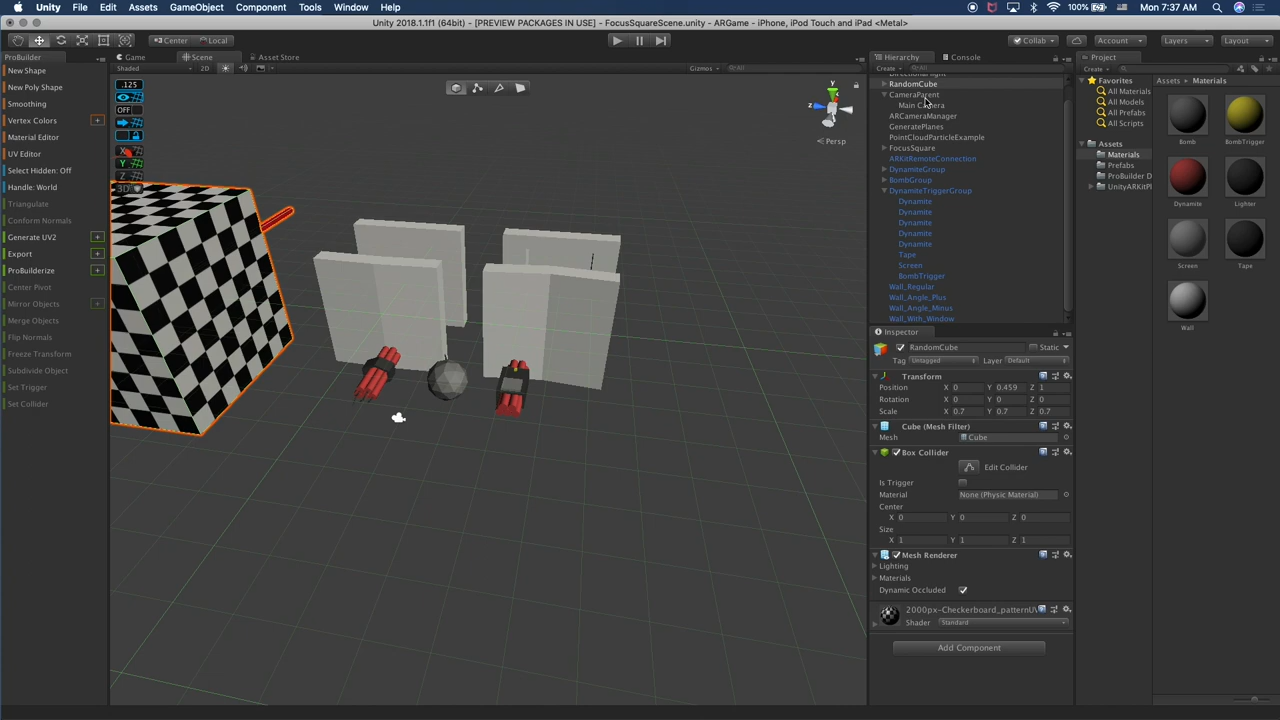 Unity File Edit Assets GameObject Component Tools Window Help
100% Mon 7:37 AM
Unity 2018.1.1f1 (64bit) - [PREVIEW PACKAGES IN USE] - FocusSquareScene.unity - ARGame - iPhone, iPod Touch and iPad <Metal>
Center Local
Collab Account Layers Layout
ProBuilder
New Shape
New Poly Shape
Smoothing
Vertex Colors +
Material Editor
UV Editor
Select Hidden: Off
Handle: World
Triangulate
Conform Normals
Generate UV2 +
Export +
ProBuilderize +
Center Pivot
Mirror Objects +
Merge Objects
Flip Normals
Freeze Transform
Subdivide Object
Set Trigger
Set Collider
Game Scene Asset Store
Shaded 2D Gizmos All
.125
OFF
X
Y
Z
3D
y
z
Persp
Hierarchy Console
Create All
RandomCube
CameraParent
Main Camera
ARCameraManager
GeneratePlanes
PointCloudParticleExample
FocusSquare
ARKitRemoteConnection
DynamiteGroup
BombGroup
DynamiteTriggerGroup
Dynamite
Dynamite
Dynamite
Dynamite
Dynamite
Tape
Screen
BombTrigger
Wall_Regular
Wall_Angle_Plus
Wall_Angle_Minus
Wall_With_Window
Inspector
RandomCube Static
Tag Untagged Layer Default
Transform
Position X 0 Y 0.459 Z 1
Rotation X 0 Y 0 Z 0
Scale X 0.7 Y 0.7 Z 0.7
Cube (Mesh Filter)
Mesh Cube
Box Collider
Edit Collider
Is Trigger
Material None (Physic Material)
Center
X 0 Y 0 Z 0
Size
X 1 Y 1 Z 1
Mesh Renderer
Lighting
Materials
Dynamic Occluded
2000px-Checkerboard_patternU
Shader Standard
Add Component
Project
Create
Favorites
All Materials
All Models
All Prefabs
All Scripts
Assets
Materials
Prefabs
ProBuilder D
UnityARKitPl
Assets Materials
Bomb BombTrigger
Dynamite Lighter
Screen Tape
Wall